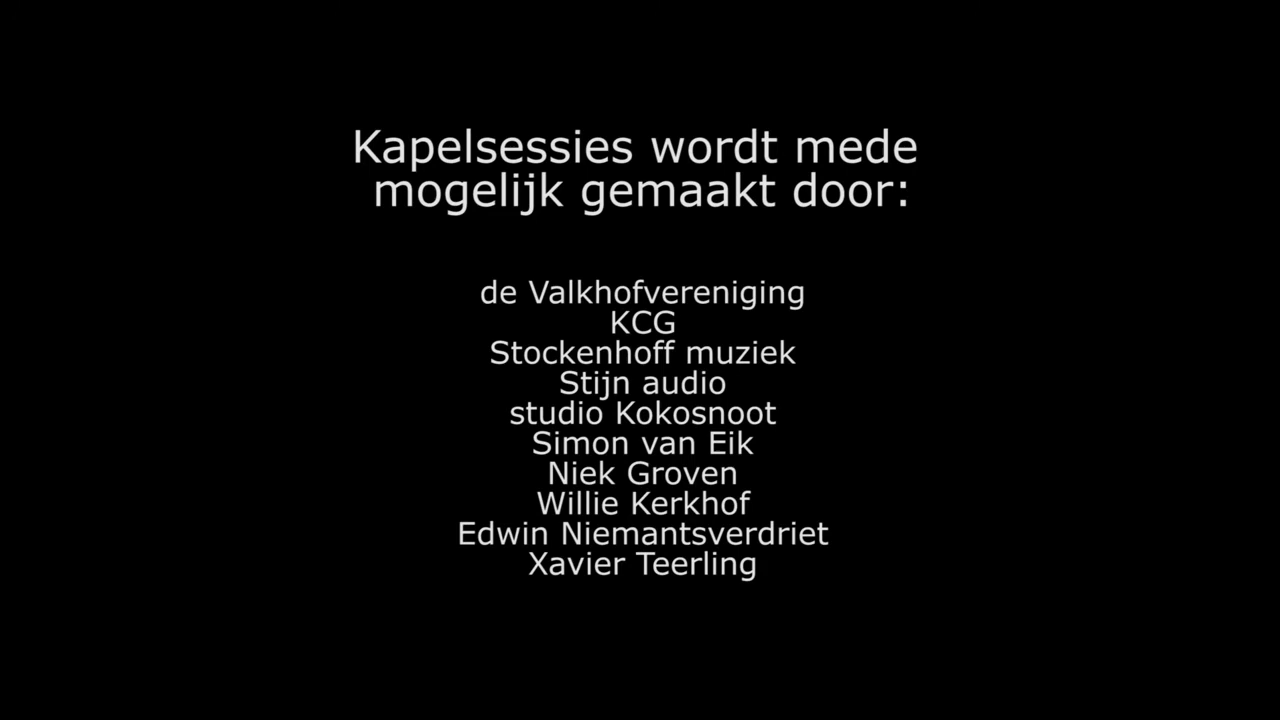 Kapelsessies wordt mede
mogelijk gemaakt door:
de Valkhofvereniging
KCG
Stockenhoff muziek
Stijn audio
studio Kokosnoot
Simon van Eik
Niek Groven
Willie Kerkhof
Edwin Niemantsverdriet
Xavier Teerling